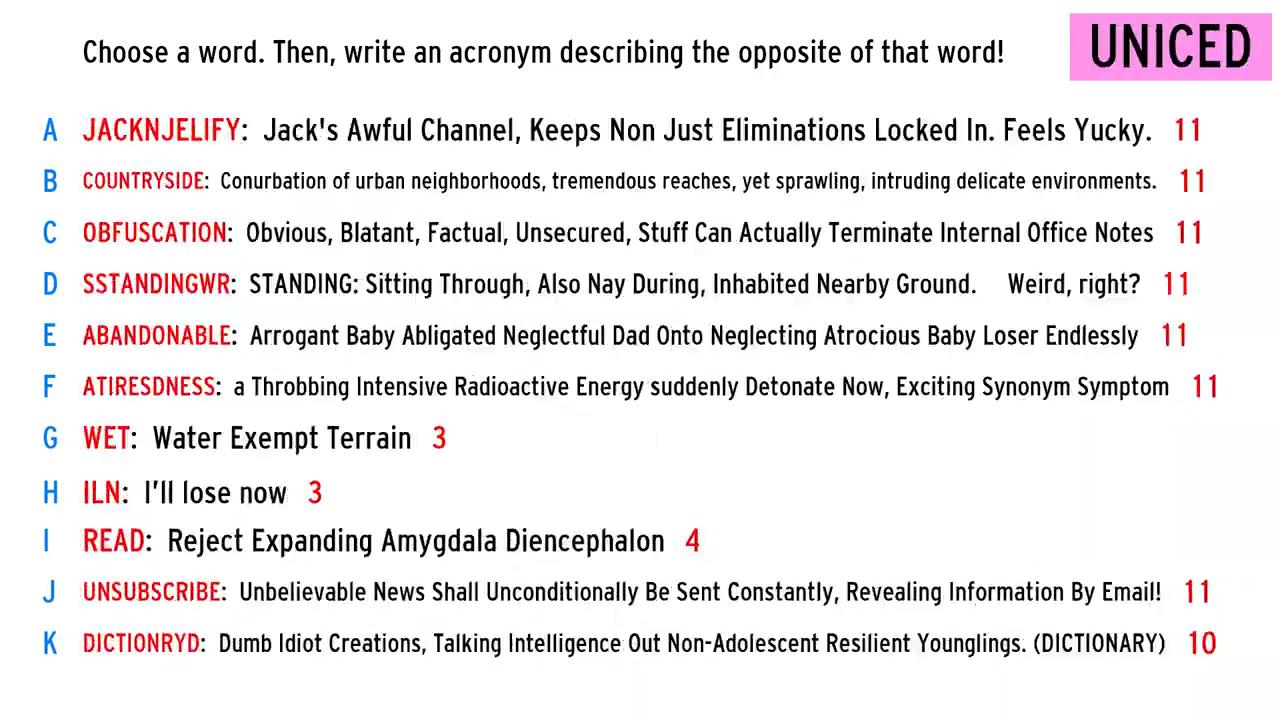 Choose a word. Then, write an acronym describing the opposite of that word!
UNICED
A JACKNJELIFY: Jack's Awful Channel, Keeps Non Just Eliminations Locked In. Feels Yucky. 11
B COUNTRYSIDE: Conurbation of urban neighborhoods, tremendous reaches, yet sprawling, intruding delicate environments. 11
C OBFUSCATION: Obvious, Blatant, Factual, Unsecured, Stuff Can Actually Terminate Internal Office Notes 11
D SSTANDINGWR: STANDING: Sitting Through, Also Nay During, Inhabited Nearby Ground. Weird, right? 11
E ABANDONABLE: Arrogant Baby Abligated Neglectful Dad Onto Neglecting Atrocious Baby Loser Endlessly 11
F ATIRESDNESS: a Throbbing Intensive Radioactive Energy suddenly Detonate Now, Exciting Synonym Symptom 11
G WET: Water Exempt Terrain 3
H ILN: I'll lose now 3
I READ: Reject Expanding Amygdala Diencephalon 4
J UNSUBSCRIBE: Unbelievable News Shall Unconditionally Be Sent Constantly, Revealing Information By Email! 11
K DICTIONRYD: Dumb Idiot Creations, Talking Intelligence Out Non-Adolescent Resilient Younglings. (DICTIONARY) 10